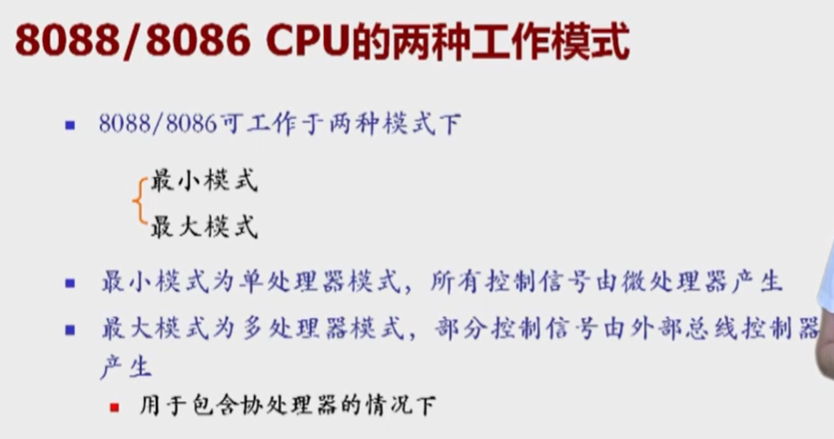 8088/8086 CPU的两种工作模式
8088/8086可工作于两种模式下
最小模式
最大模式
最小模式为单处理器模式，所有控制信号由微处理器产生
最大模式为多处理器模式，部分控制信号由外部总线控制器
产生
用于包含协处理器的情况下